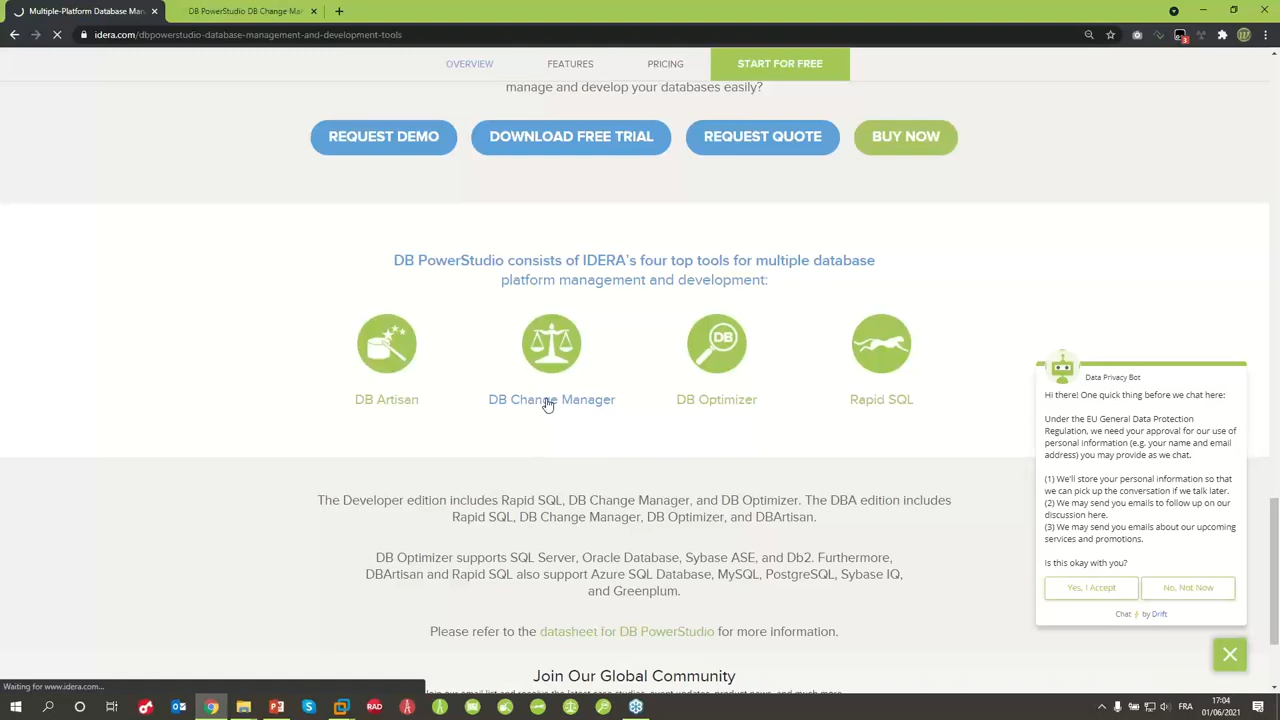 Multiple-Platform Database Man
DB PowerStudio DB Change Man
idera.com/dbpowerstudio-database-management-and-development-tools
OVERVIEW
FEATURES
PRICING
START FOR FREE
manage and develop your databases easily?
REQUEST DEMO
DOWNLOAD FREE TRIAL
REQUEST QUOTE
BUY NOW
DB PowerStudio consists of IDERA's four top tools for multiple database
platform management and development:
DB
DB Artisan
DB Change Manager
DB Optimizer
Rapid SQL
The Developer edition includes Rapid SQL, DB Change Manager, and DB Optimizer. The DBA edition includes
Rapid SQL, DB Change Manager, DB Optimizer, and DBArtisan.
DB Optimizer supports SQL Server, Oracle Database, Sybase ASE, and Db2. Furthermore,
DBArtisan and Rapid SQL also support Azure SQL Database, MySQL, PostgreSQL, Sybase IQ,
and Greenplum.
Please refer to the datasheet for DB PowerStudio for more information.
Join Our Global Community
Data Privacy Bot
Hi there! One quick thing before we chat here:
Under the EU General Data Protection
Regulation, we need your approval for our use of
personal information (e.g. your name and email
address) you may provide as we chat.
(1) We'll store your personal information so that
we can pick up the conversation if we talk later.
(2) We may send you emails to follow up on our
discussion here.
(3) We may send you emails about our upcoming
services and promotions.
Is this okay with you?
Yes, I Accept
No, Not Now
Chat by Drift
Waiting for www.idera.com...
RAD
FRA
17:04
01/06/2021